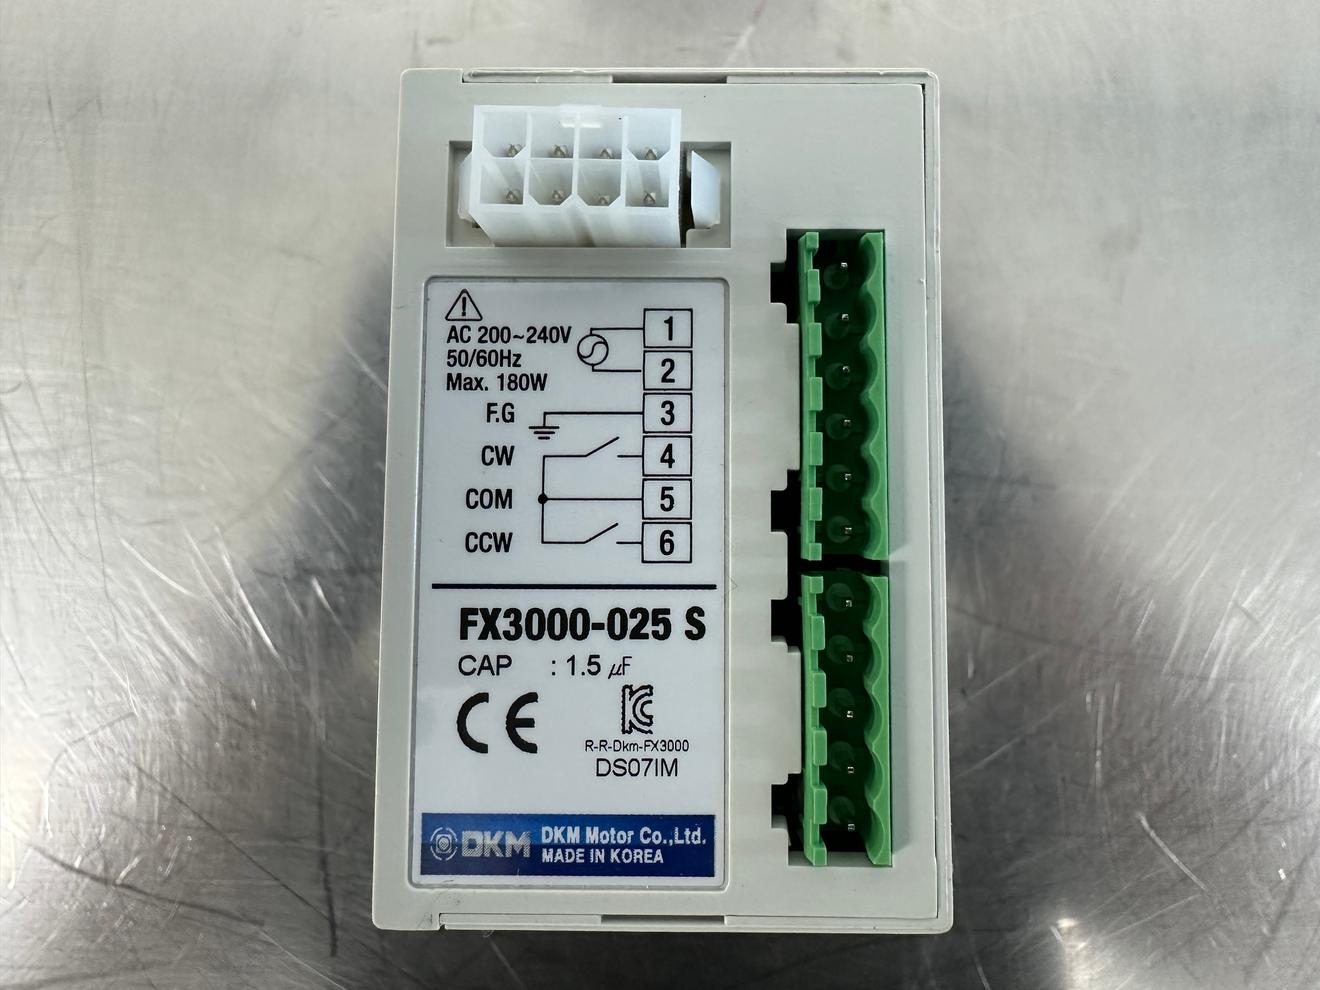 AC 200~240V
50/60Hz
Max. 180W
1
2
F.G
3
CW
4
COM
5
CCW
6
FX3000-025 S
CAP : 1.5 μF
CE
KC
R-R-Dkm-FX3000
DS07IM
DKM DKM Motor Co.,Ltd.
MADE IN KOREA